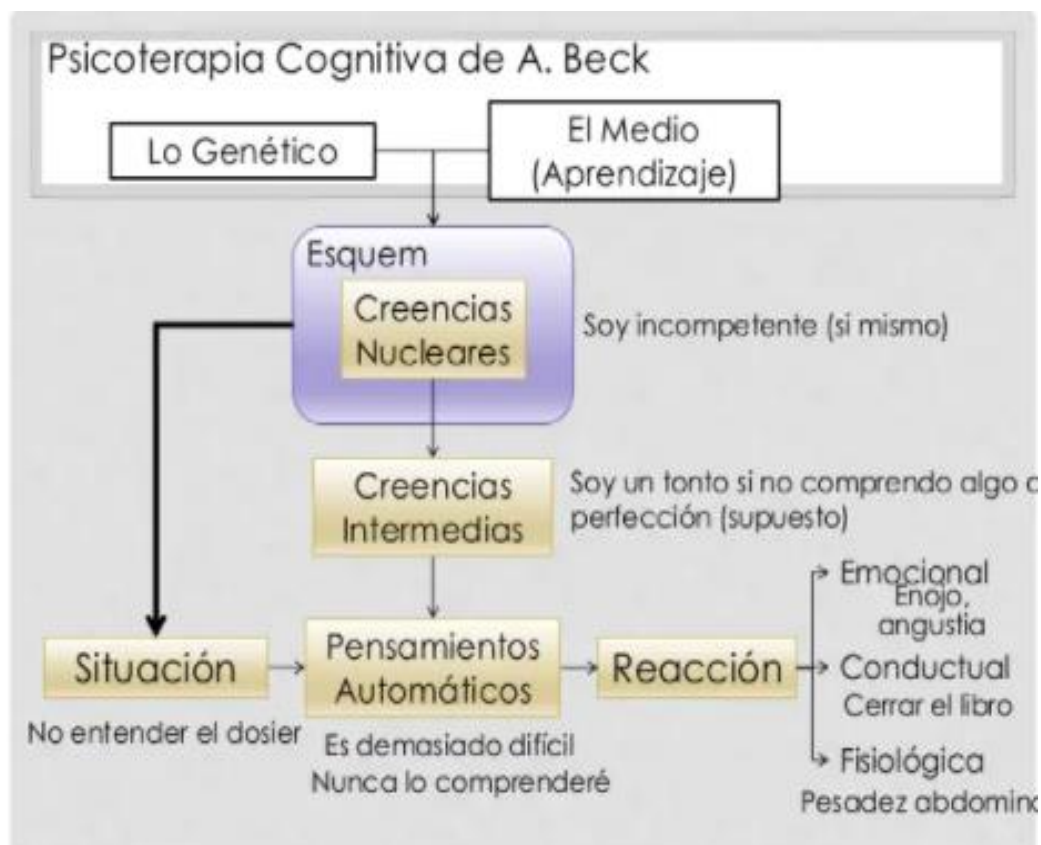 Psicoterapia Cognitiva de A. Beck
Lo Genético
El Medio
(Aprendizaje)
Esquem
Creencias
Nucleares
Soy incompetente (si mismo)
Creencias
Intermedias
Soy un tonto si no comprendo algo
perfección (supuesto)
Situación
No entender el dosier
Pensamientos
Automáticos
Es demasiado difícil
Nunca lo comprenderé
Reacción
Emocional
Enojo,
angustia
Conductual
Cerrar el libro
Fisiológica
Pesadez